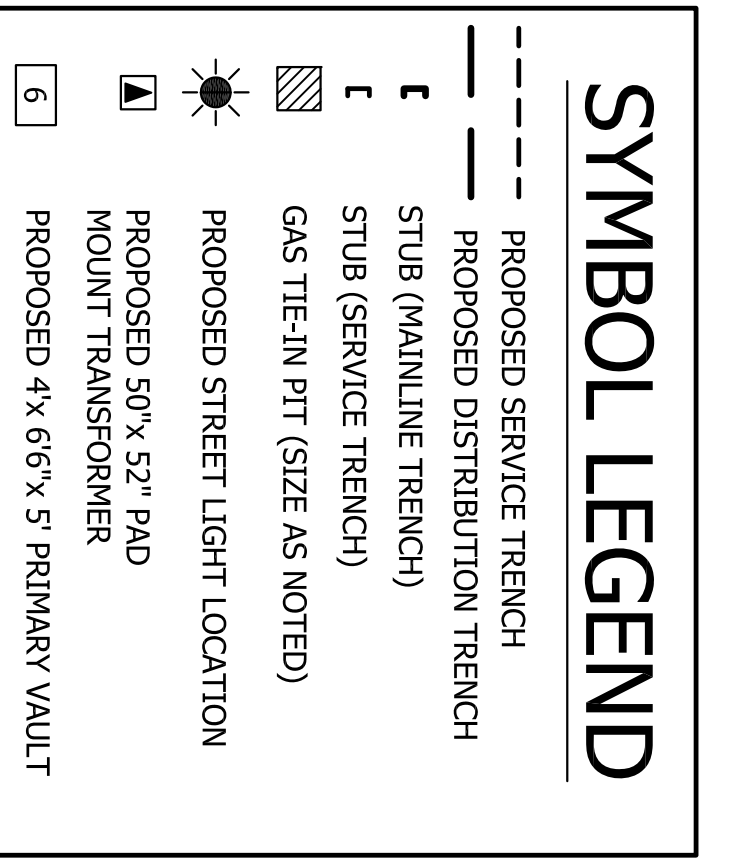 SYMBOL LEGEND
PROPOSED SERVICE TRENCH
PROPOSED DISTRIBUTION TRENCH
STUB (MAINLINE TRENCH)
STUB (SERVICE TRENCH)
GAS TIE-IN PIT (SIZE AS NOTED)
PROPOSED STREET LIGHT LOCATION
PROPOSED 50"x 52" PAD
MOUNT TRANSFORMER
6 PROPOSED 4'x 6'6"x 5' PRIMARY VAULT